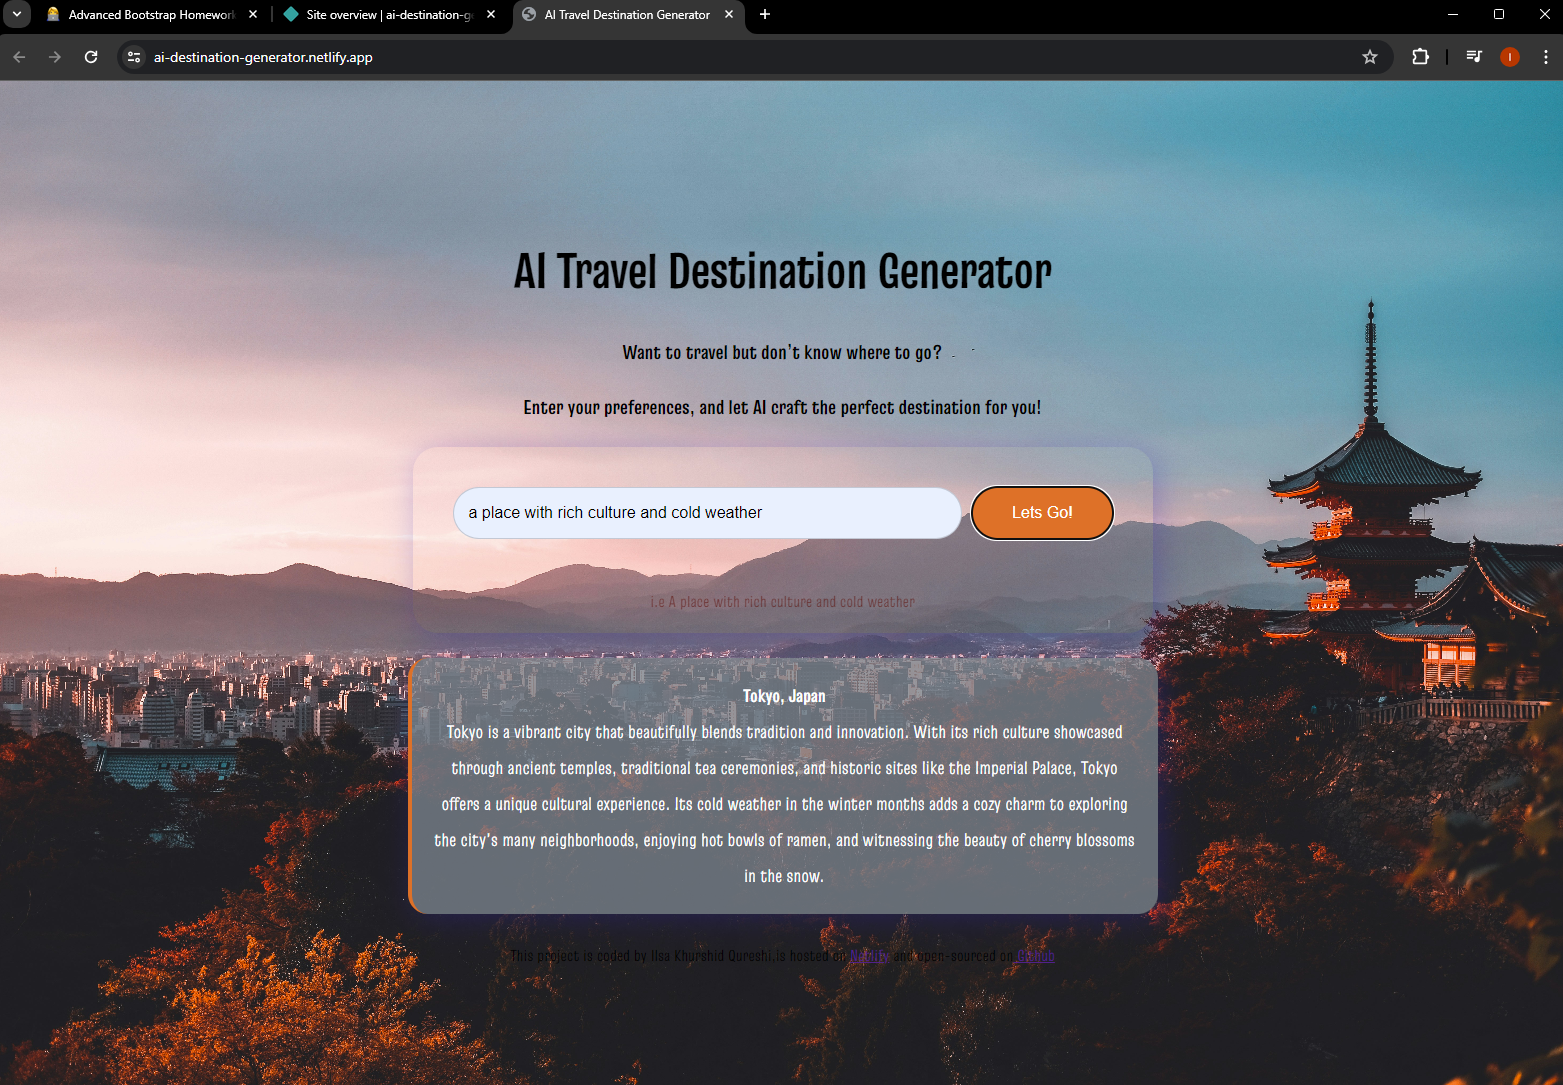 Advanced Bootstrap Homework
Site overview | ai-destination-ge
AI Travel Destination Generator
ai-destination-generator.netlify.app
I
AI Travel Destination Generator
Want to travel but don't know where to go?
Enter your preferences, and let AI craft the perfect destination for you!
a place with rich culture and cold weather
Lets Go!
i.e A place with rich culture and cold weather
Tokyo, Japan
Tokyo is a vibrant city that beautifully blends tradition and innovation. With its rich culture showcased
through ancient temples, traditional tea ceremonies, and historic sites like the Imperial Palace, Tokyo
offers a unique cultural experience. Its cold weather in the winter months adds a cozy charm to exploring
the city's many neighborhoods, enjoying hot bowls of ramen, and witnessing the beauty of cherry blossoms
in the snow.
This project is coded by Ilsa Khurshid Qureshi,is hosted on Netlify and open-sourced on Github